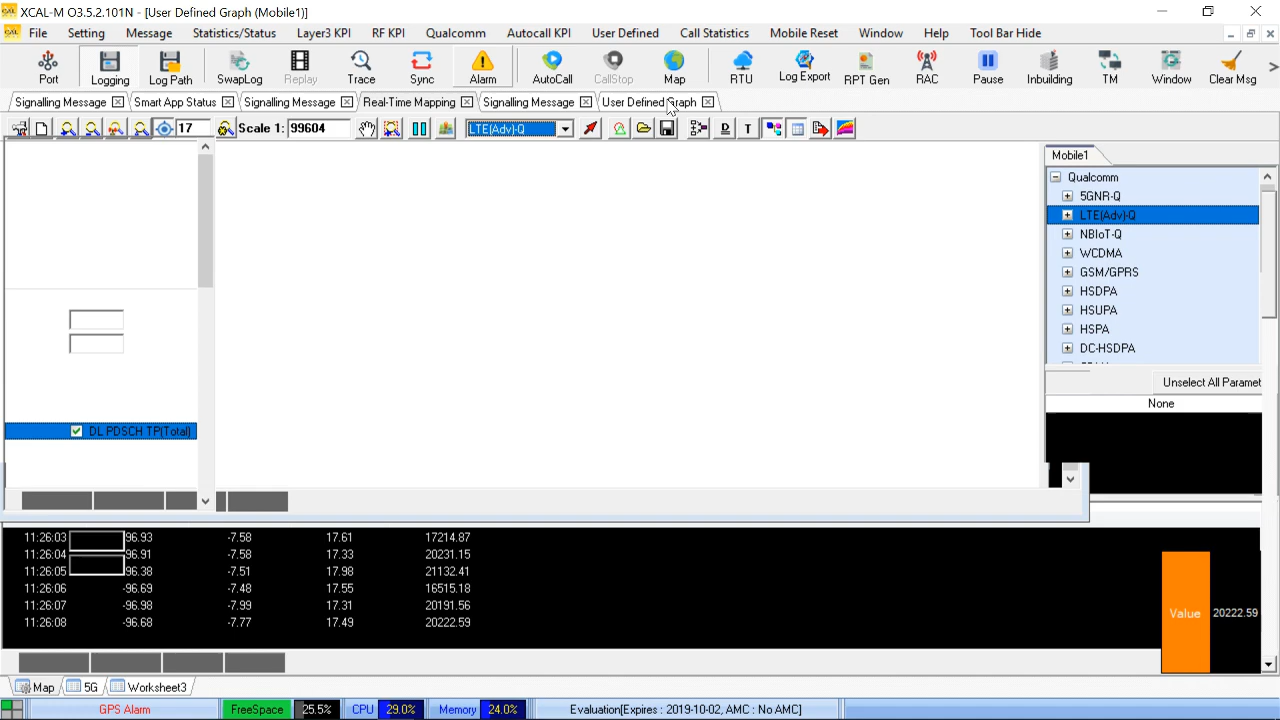 XCAL-M O3.5.2.101N - [User Defined Graph (Mobile1)]
File Setting Message Statistics/Status Layer3 KPI RF KPI Qualcomm Autocall KPI User Defined Call Statistics Mobile Reset Window Help Tool Bar Hide
Port Logging Log Path SwapLog Replay Trace Sync Alarm AutoCall CallStop Map RTU Log Export RPT Gen RAC Pause Inbuilding TM Window Clear Msg
Signalling Message Smart App Status Signalling Message Real-Time Mapping Signalling Message User Defined Graph
17 Scale 1: 99604 LTE(Adv)-Q D T
Mobile1
Qualcomm
5GNR-Q
LTE(Adv)-Q
NBIoT-Q
WCDMA
GSM/GPRS
HSDPA
HSUPA
HSPA
DC-HSDPA
Unselect All Paramet
None
DL PDSCH TP(Total)
11:26:03 96.93 -7.58 17.61 17214.87
11:26:04 96.91 -7.58 17.33 20231.15
11:26:05 96.38 -7.51 17.98 21132.41
11:26:06 -96.69 -7.48 17.55 16515.18
11:26:07 -96.98 -7.99 17.31 20191.56
11:26:08 -96.68 -7.77 17.49 20222.59
Value 20222.59
Map 5G Worksheet3
GPS Alarm FreeSpace 25.5% CPU 29.0% Memory 24.0% Evaluation[Expires : 2019-10-02, AMC : No AMC]